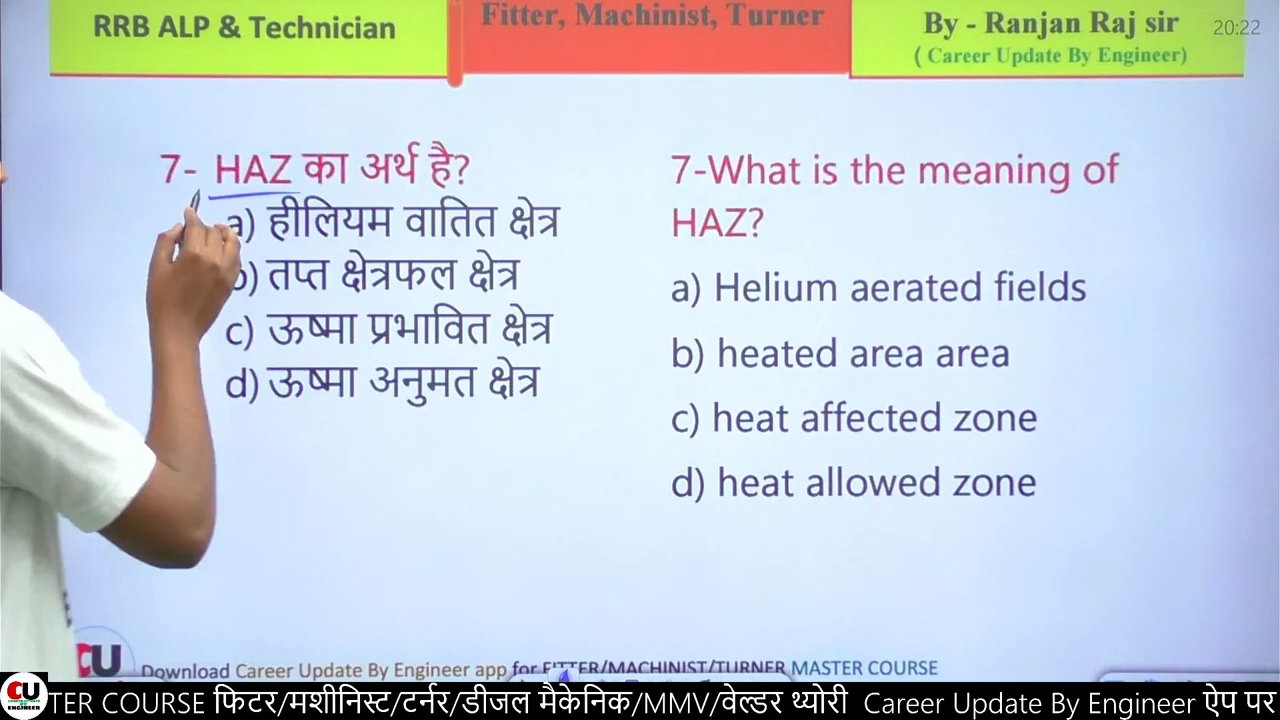 RRB ALP & Technician
Fitter, Machinist, Turner
By - Ranjan Raj sir
( Career Update By Engineer)
20:22
7- HAZ का अर्थ है?
a) हीलियम वातित क्षेत्र
b) तप्त क्षेत्रफल क्षेत्र
c) ऊष्मा प्रभावित क्षेत्र
d) ऊष्मा अनुमत क्षेत्र
7-What is the meaning of
HAZ?
a) Helium aerated fields
b) heated area area
c) heat affected zone
d) heat allowed zone
CU
Download Career Update By Engineer app for FITTER/MACHINIST/TURNER MASTER COURSE
CU
ENGINEER
TER COURSE फिटर/मशीनिस्ट/टर्नर/डीजल मैकेनिक/MMV/वेल्डर थ्योरी Career Update By Engineer ऐप पर